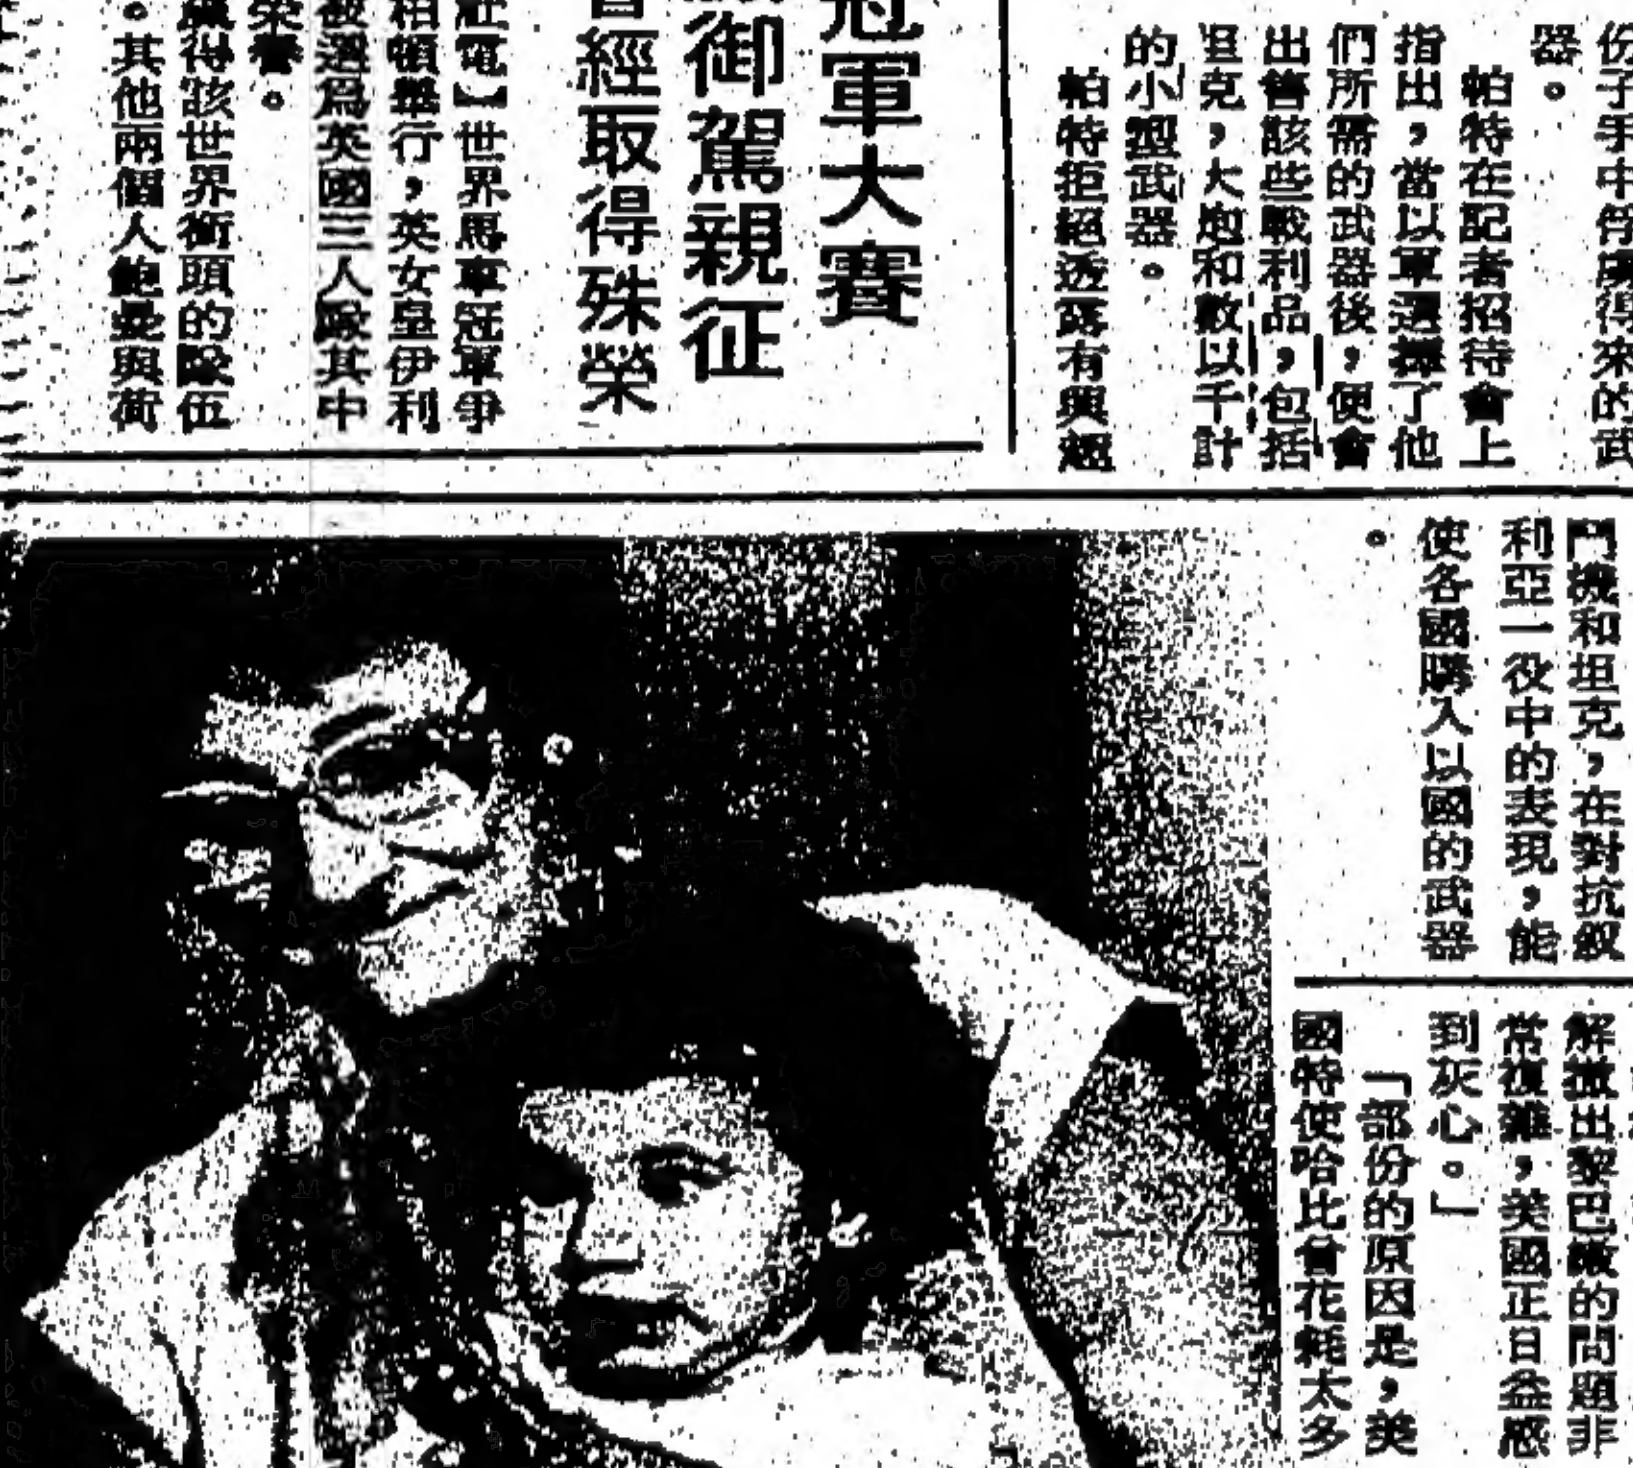 份子手中俘虜得來的武
器。
帕特在記者招待會上
指出，當以軍選擇了他
們所需的武器後，便會
出售該些戰利品，包括
坦克，大炮和數以千計
的小型武器。
帕特拒絕透露有興趣
冠軍大賽
御駕親征
經取得殊榮
社電】世界馬車冠軍爭
柏頓舉行，英女皇伊利
被選爲英國三人隊其中
榮譽。
贏得該世界銜頭的隊伍
。其他兩個人鮑曼與荷
鬥機和坦克，在對抗叙
利亞一役中的表現，能
使各國購入以國的武器
。
解撤出黎巴嫩的問題非
常復雜，美國正日益感
到灰心。」
「部份的原因是，美
國特使哈比曾花耗太多